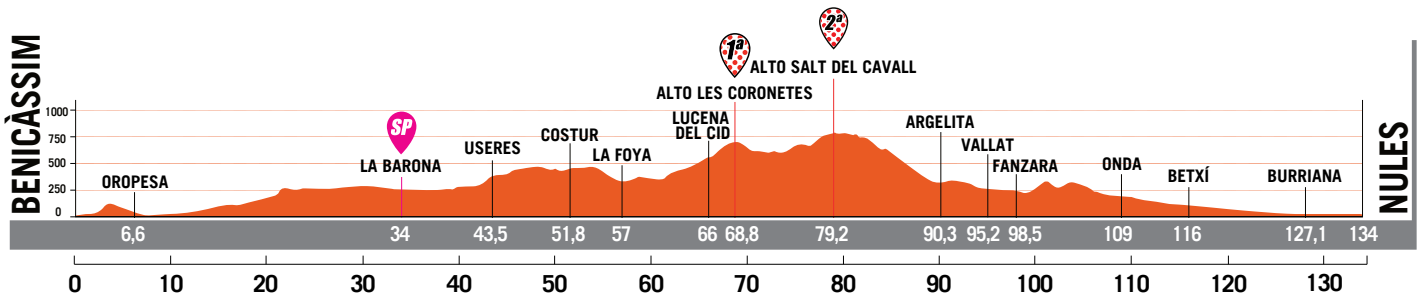 BENICÀSSIM
1000
750
500
250
0
OROPESA
SP
LA BARONA
USERES
COSTUR
LA FOYA
LUCENA
DEL CID
1ª
ALTO LES CORONETES
2ª
ALTO SALT DEL CAVALL
ARGELITA
VALLAT
FANZARA
ONDA
BETXÍ
BURRIANA
NULES
6,6 34 43,5 51,8 57 66 68,8 79,2 90,3 95,2 98,5 109 116 127,1 134
0 10 20 30 40 50 60 70 80 90 100 110 120 130